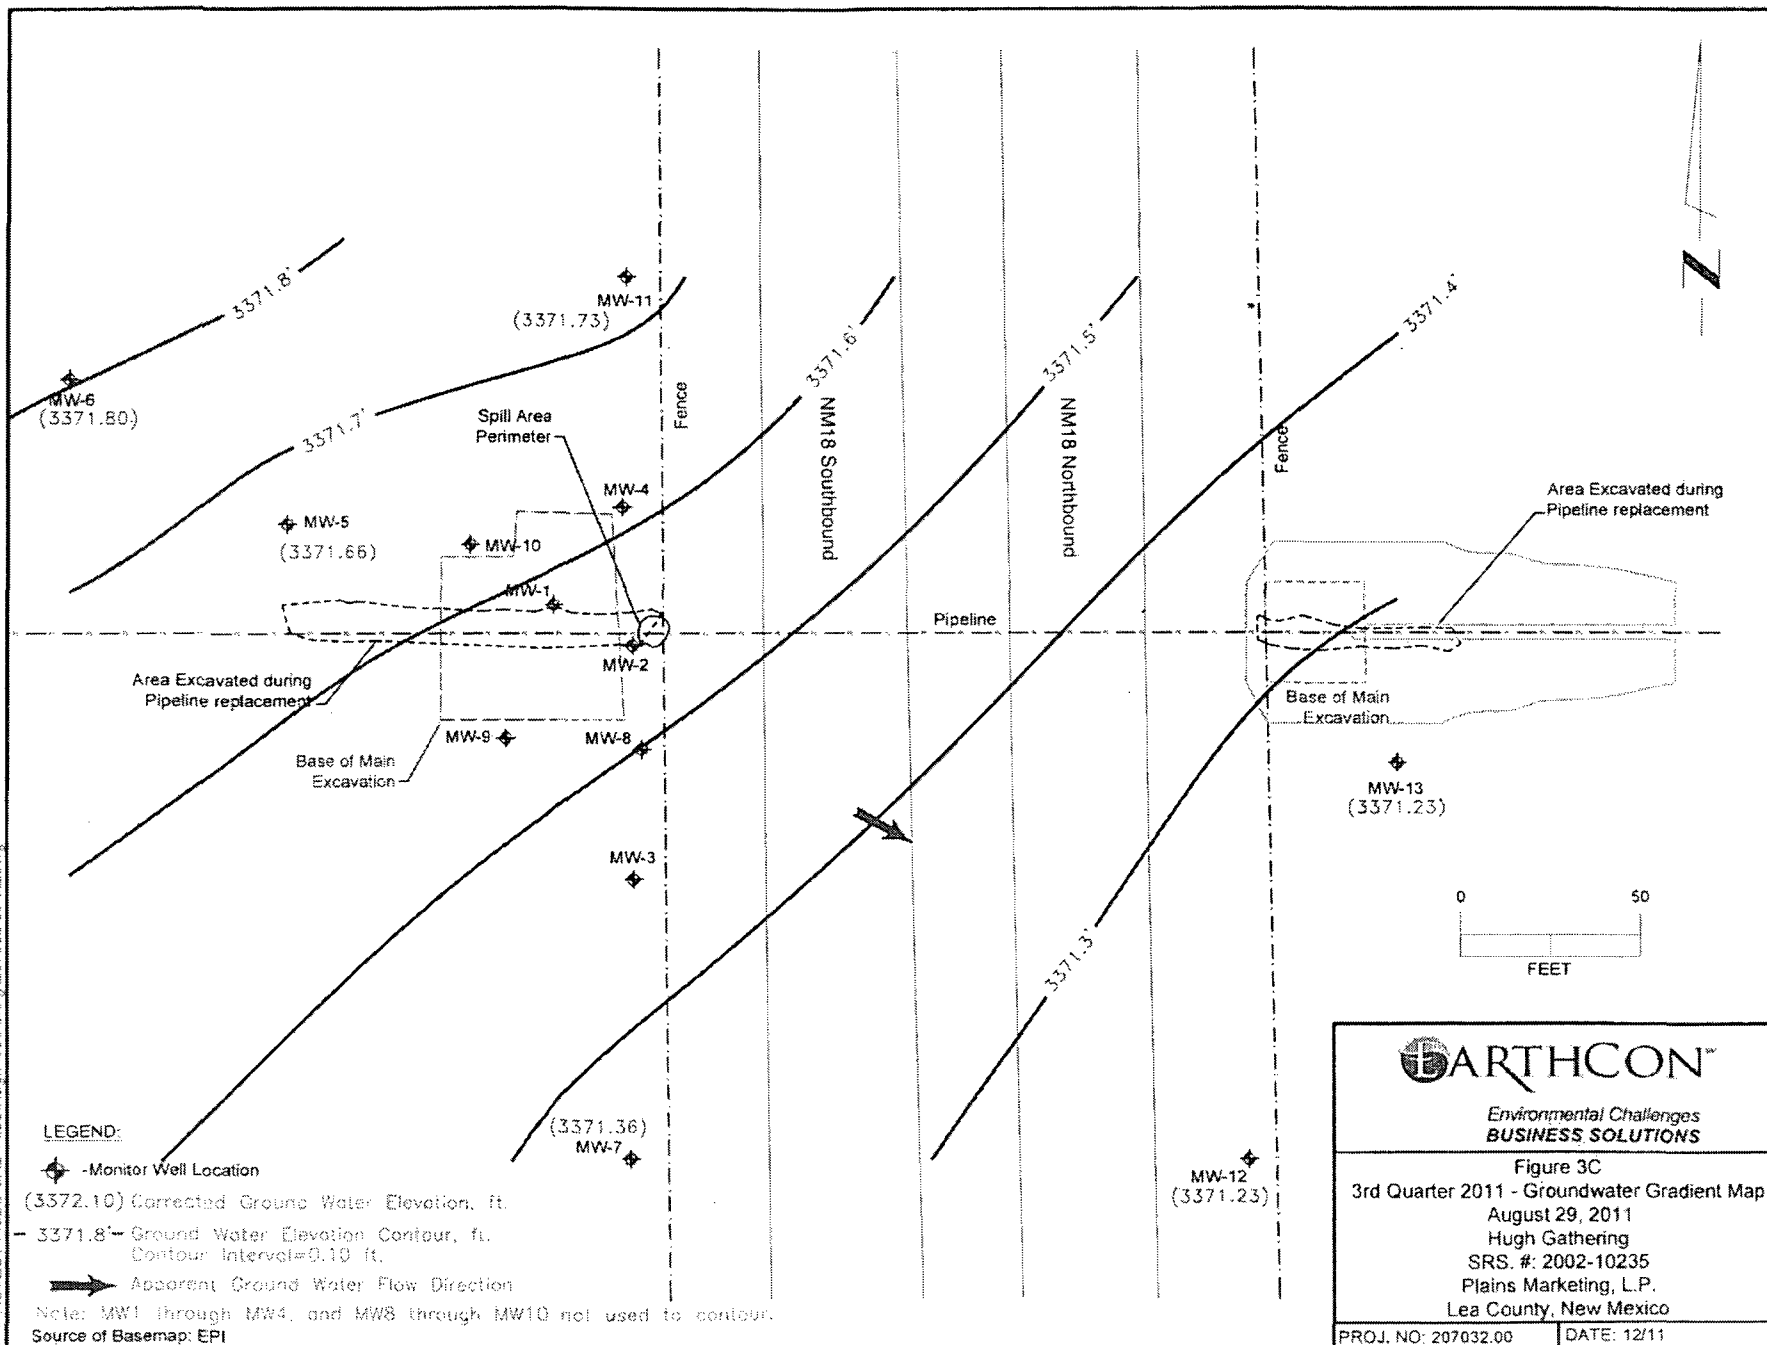 3371.8'
MW-11
(3371.73)
MW-6
(3371.80)
3371.7'
Spill Area
Perimeter
Fence
3371.6'
NM18 Southbound
3371.5'
NM18 Northbound
3371.4'
Fence
N
MW-4
MW-5
(3371.66)
MW-10
MW-1
MW-2
Pipeline
Area Excavated during
Pipeline replacement
Area Excavated during
Pipeline replacement
Base of Main
Excavation
MW-9
MW-8
Base of Main
Excavation
MW-13
(3371.23)
MW-3
3371.3'
0
50
FEET
(3371.36)
MW-7
MW-12
(3371.23)
LEGEND:
-Monitor Well Location
(3372.10) Corrected Ground Water Elevation, ft.
3371.8' Ground Water Elevation Contour, ft.
Contour Interval=0.10 ft.
Apparent Ground Water Flow Direction
Note: MW1 through MW4, and MW8 through MW10 not used to contour.
Source of Basemap: EPI
EARTHCON™
Environmental Challenges
BUSINESS SOLUTIONS
Figure 3C
3rd Quarter 2011 - Groundwater Gradient Map
August 29, 2011
Hugh Gathering
SRS. #: 2002-10235
Plains Marketing, L.P.
Lea County, New Mexico
PROJ. NO: 207032.00
DATE: 12/11